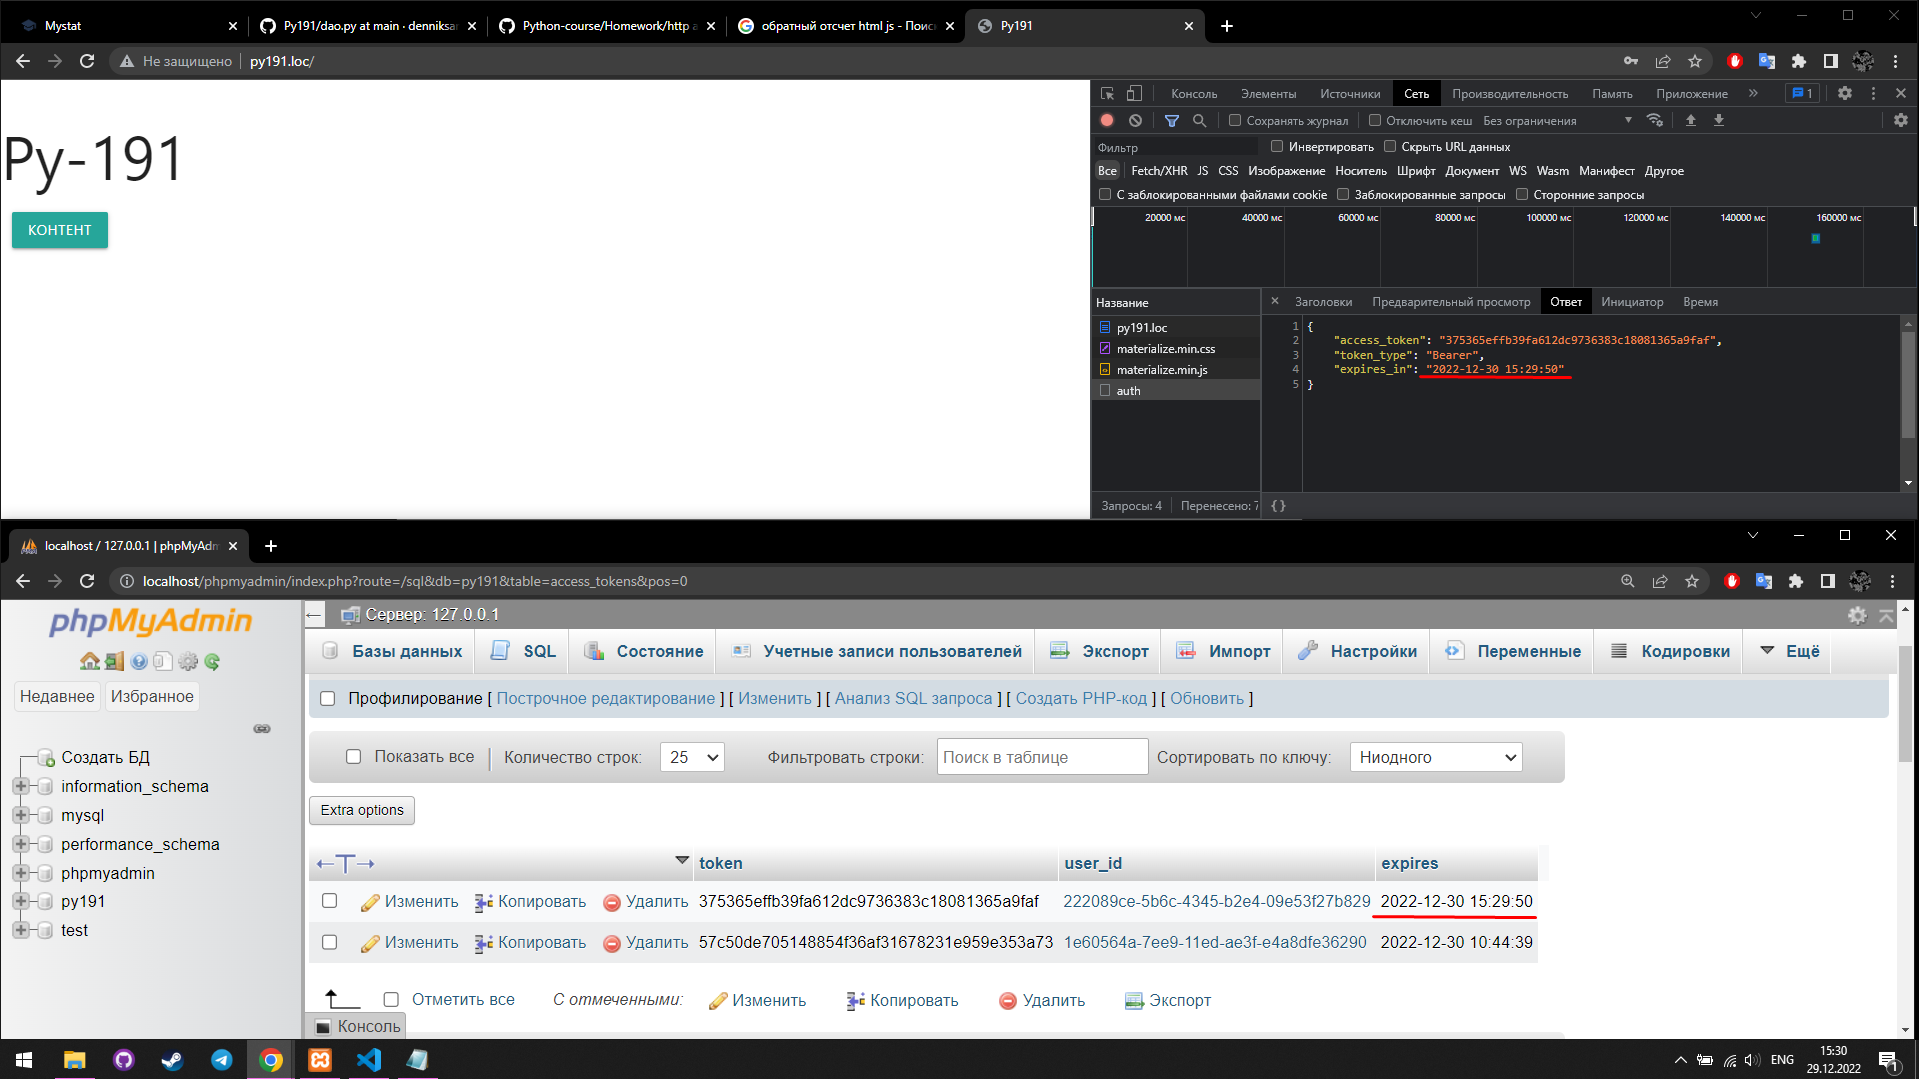 Mystat
Py191/dao.py at main · denniksam
Python-course/Homework/http a
обратный отсчет html js - Поиск
Py191
Не защищено
py191.loc/
Py-191
КОНТЕНТ
Консоль
Элементы
Источники
Сеть
Производительность
Память
Приложение
1
Сохранять журнал
Отключить кеш
Без ограничения
Фильтр
Инвертировать
Скрыть URL данных
Все
Fetch/XHR
JS
CSS
Изображение
Носитель
Шрифт
Документ
WS
Wasm
Манифест
Другое
С заблокированными файлами cookie
Заблокированные запросы
Сторонние запросы
20000 мс
40000 мс
60000 мс
80000 мс
100000 мс
120000 мс
140000 мс
160000 мс
Название
Заголовки
Предварительный просмотр
Ответ
Инициатор
Время
py191.loc
materialize.min.css
materialize.min.js
auth
1 {
2 "access_token": "375365effb39fa612dc9736383c18081365a9faf",
3 "token_type": "Bearer",
4 "expires_in": "2022-12-30 15:29:50"
5 }
Запросы: 4
Перенесено: 7
{ }
localhost / 127.0.0.1 | phpMyAdm
localhost/phpmyadmin/index.php?route=/sql&db=py191&table=access_tokens&pos=0
phpMyAdmin
Недавнее
Избранное
Создать БД
information_schema
mysql
performance_schema
phpmyadmin
py191
test
Сервер: 127.0.0.1
Базы данных
SQL
Состояние
Учетные записи пользователей
Экспорт
Импорт
Настройки
Переменные
Кодировки
Ещё
Профилирование [ Построчное редактирование ] [ Изменить ] [ Анализ SQL запроса ] [ Создать PHP-код ] [ Обновить ]
Показать все
Количество строк:
25
Фильтровать строки:
Поиск в таблице
Сортировать по ключу:
Ниодного
Extra options
token
user_id
expires
Изменить Копировать Удалить 375365effb39fa612dc9736383c18081365a9faf 222089ce-5b6c-4345-b2e4-09e53f27b829 2022-12-30 15:29:50
Изменить Копировать Удалить 57c50de705148854f36af31678231e959e353a73 1e60564a-7ee9-11ed-ae3f-e4a8dfe36290 2022-12-30 10:44:39
Отметить все
С отмеченными:
Изменить
Копировать
Удалить
Экспорт
Консоль
ENG
15:30
29.12.2022
1